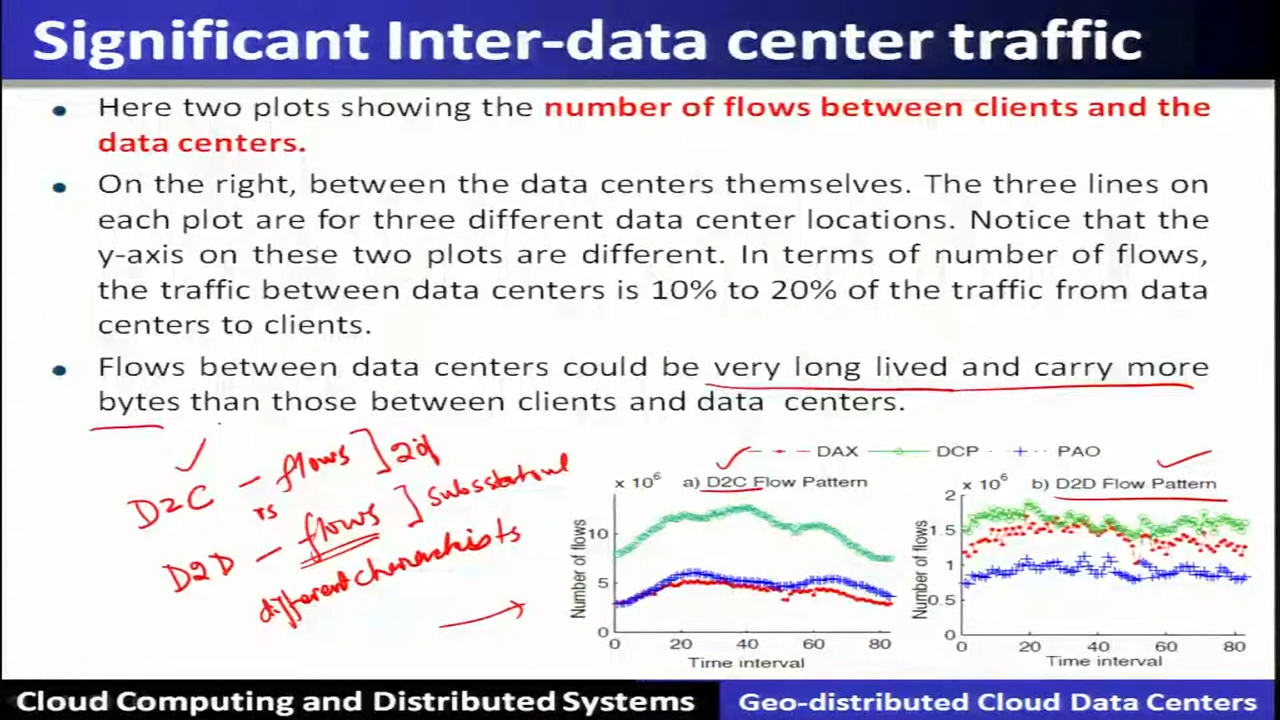 Significant Inter-data center traffic
• Here two plots showing the number of flows between clients and the
data centers.
• On the right, between the data centers themselves. The three lines on
each plot are for three different data center locations. Notice that the
y-axis on these two plots are different. In terms of number of flows,
the traffic between data centers is 10% to 20% of the traffic from data
centers to clients.
• Flows between data centers could be very long lived and carry more
bytes than those between clients and data centers.
D2C - flows
vs
D2D - flows
different
DAX DCP PAO
x 10^6 a) D2C Flow Pattern
10
5
0
Number of flows
0 20 40 60 80
Time interval
x 10^6 b) D2D Flow Pattern
2
1.5
1
0.5
0
Number of flows
0 20 40 60 80
Time interval
Cloud Computing and Distributed Systems
Geo-distributed Cloud Data Centers